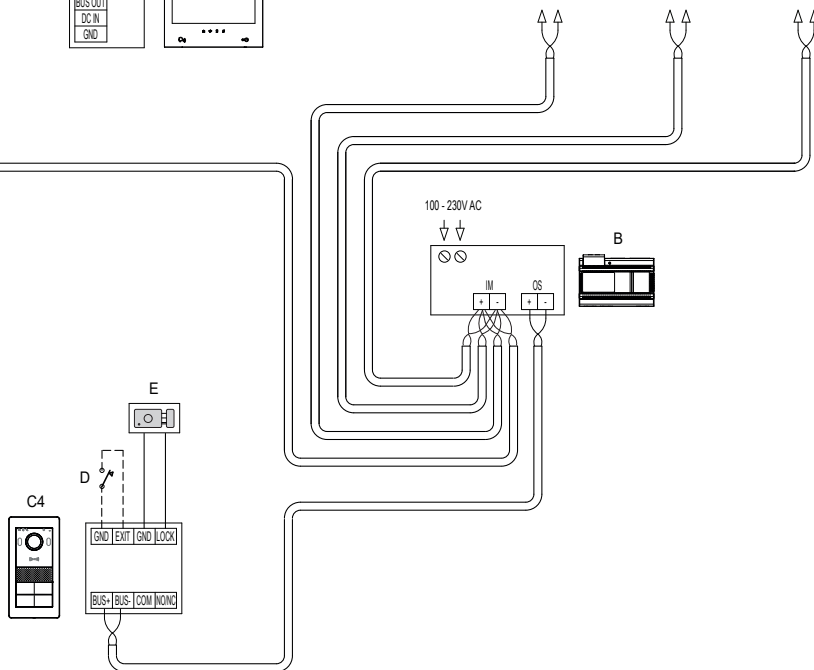 BUS OUT
DC IN
GND
100 - 230V AC
B
IM
OS
+ -
+ -
E
D
C4
GND EXIT GND LOCK
BUS+ BUS- COM NO/NC